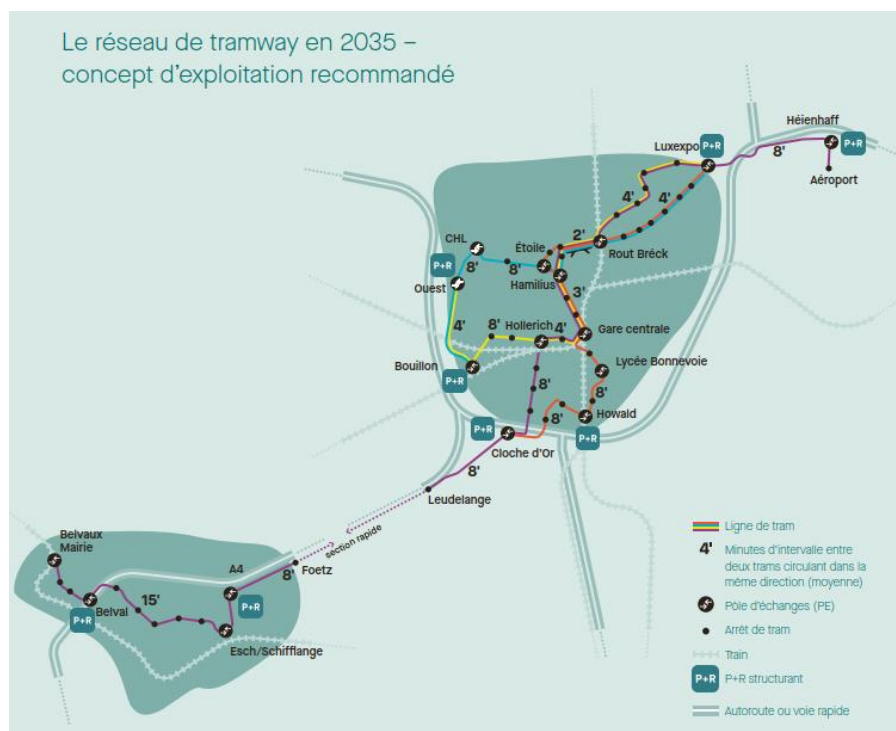 Le réseau de tramway en 2035 –
concept d'exploitation recommandé
Héienhaff
Luxexpo
P+R
8'
P+R
Aéroport
4'
4'
CHL
Étoile
2'
Rout Bréck
P+R
8'
8'
Ouest
Hamilius
3'
4'
8'
Hollerich
4'
Gare centrale
Bouillon
Lycée Bonnevoie
P+R
8'
8'
8'
Howald
P+R
P+R
Cloche d'Or
8'
Leudelange
section rapide
Belvaux
Mairie
A4
8'
Foetz
15'
Belval
P+R
P+R
Esch/Schifflange
Ligne de tram
4'
Minutes d'intervalle entre
deux trams circulant dans la
même direction (moyenne)
Pôle d'échanges (PE)
Arrêt de tram
Train
P+R
P+R structurant
Autoroute ou voie rapide